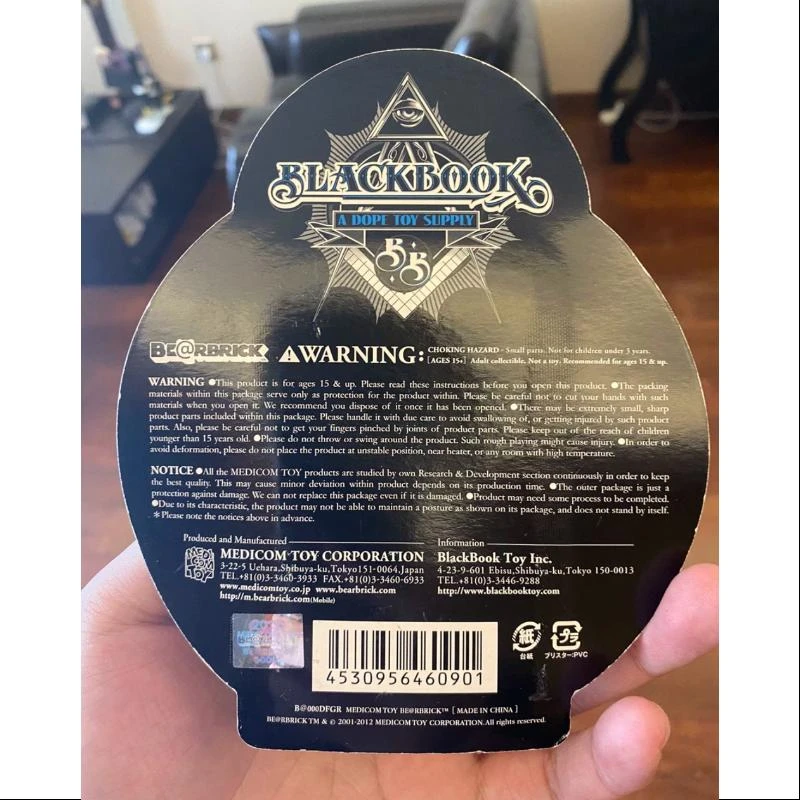 BLACKBOOK
A DOPE TOY SUPPLY
BB
BE@RBRICK
WARNING:
CHOKING HAZARD - Small parts. Not for children under 3 years.
[AGES 15+] Adult collectible. Not a toy. Recommended for ages 15 & up.
WARNING ●This product is for ages 15 & up. Please read these instructions before you open this product. ●The packing
materials within this package serve only as protection for the product within. Please be careful not to cut your hands with such
materials when you open it. We recommend you dispose of it once it has been opened. ●There may be extremely small, sharp
product parts included within this package. Please handle it with due care to avoid swallowing of, or getting injured by such product
parts. Also, please be careful not to get your fingers pinched by joints of product parts. Please keep out of the reach of children
younger than 15 years old. ●Please do not throw or swing around the product. Such rough playing might cause injury. ●In order to
avoid deformation, please do not place the product at unstable position, near heater, or any room with high temperature.
NOTICE ●All the MEDICOM TOY products are studied by own Research & Development section continuously in order to keep
the best quality. This may cause minor deviation within product depends on its production time. ●The outer package is just a
protection against damage. We can not replace this package even if it is damaged. ●Product may need some process to be completed.
●Due to its characteristic, the product may not be able to maintain a posture as shown on its package, and does not stand by itself.
*Please note the notices above in advance.
Produced and Manufactured
MEDICOM TOY
MEDICOM TOY CORPORATION
3-22-5 Uehara,Shibuya-ku,Tokyo151-0064,Japan
TEL.+81(0)3-3460-3933 FAX.+81(0)3-3460-6933
www.medicomtoy.co.jp www.bearbrick.com
http://m.bearbrick.com(Mobile)
Information
BlackBook Toy Inc.
4-23-9-601 Ebisu,Shibuya-ku,Tokyo 150-0013
TEL.+81(0)3-3446-9288
http://www.blackbooktoy.com
4530956460901
紙
台紙
プラ
ブリスター:PVC
B@000DFGR MEDICOM TOY BE@RBRICK™ [ MADE IN CHINA ]
BE@RBRICK TM & © 2001-2012 MEDICOM TOY CORPORATION.All rights reserved.